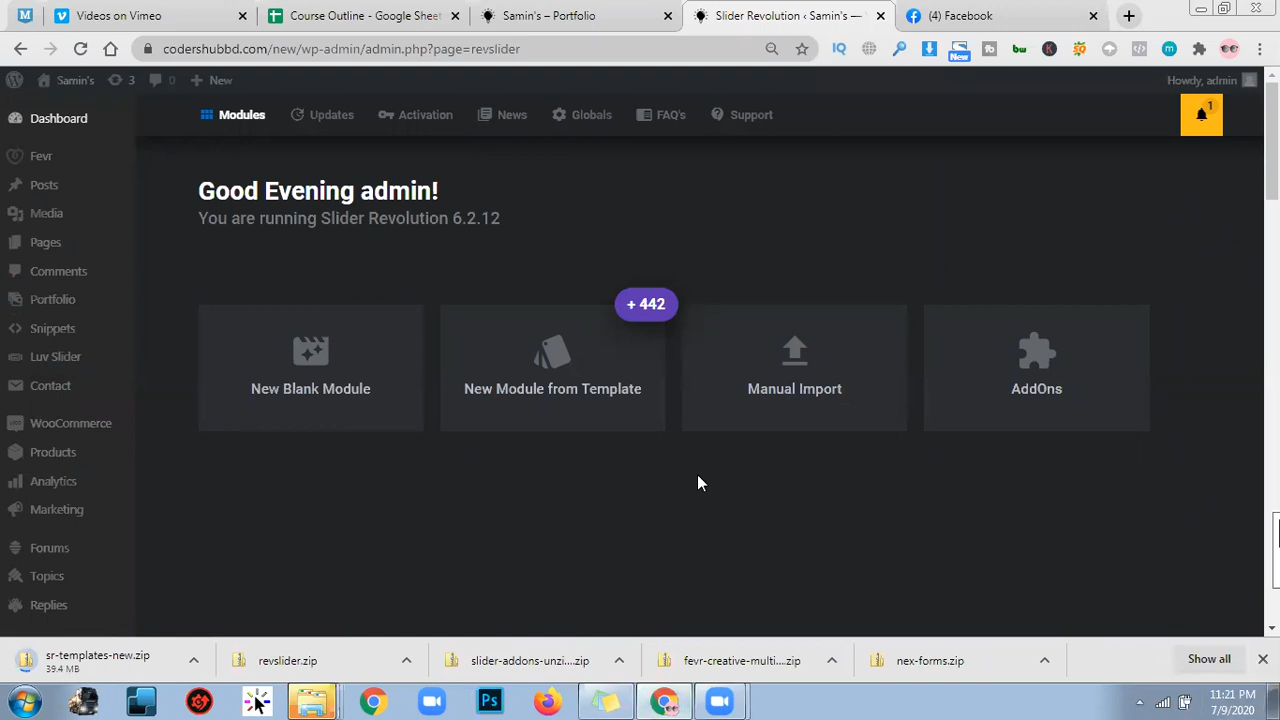 Videos on Vimeo
Course Outline - Google Sheet
Samin's – Portfolio
Slider Revolution ‹ Samin's —
(4) Facebook
codershubbd.com/new/wp-admin/admin.php?page=revslider
New
Samin's
3
0
New
Howdy, admin
Dashboard
Fevr
Posts
Media
Pages
Comments
Portfolio
Snippets
Luv Slider
Contact
WooCommerce
Products
Analytics
Marketing
Forums
Topics
Replies
Modules
Updates
Activation
News
Globals
FAQ's
Support
1
Good Evening admin!
You are running Slider Revolution 6.2.12
+ 442
New Blank Module
New Module from Template
Manual Import
AddOns
sr-templates-new.zip
39.4 MB
revslider.zip
slider-addons-unzi....zip
fevr-creative-multi....zip
nex-forms.zip
Show all
Ps
11:21 PM
7/9/2020